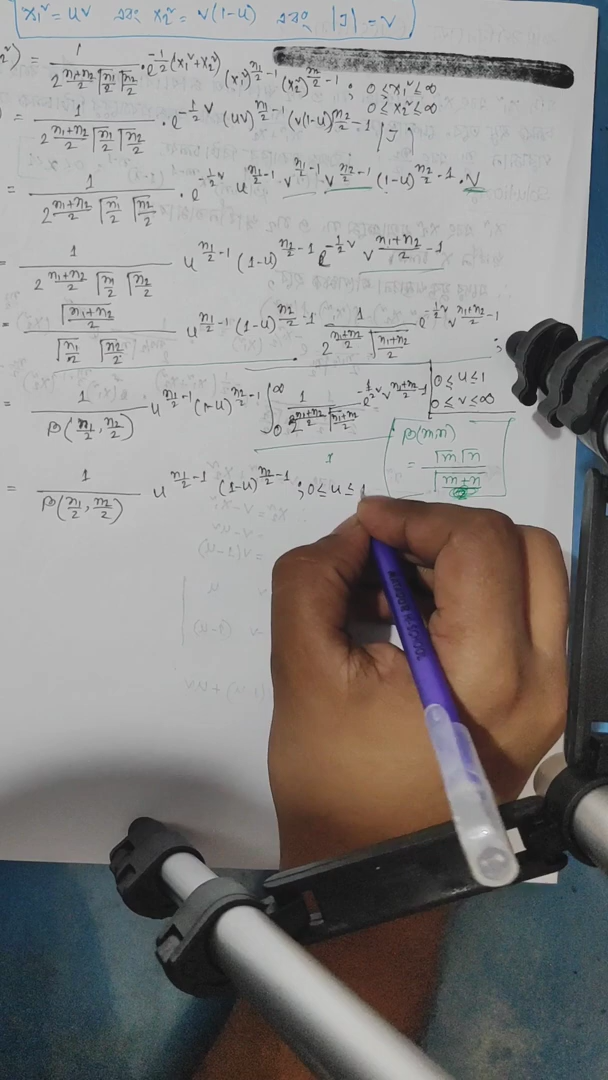 x₁² = uv এবং x₂² = v(1-u) এবং |J| = v
= 1/(2^((n₁+n₂)/2) Γ(n₁/2) Γ(n₂/2)) · e^(-½(x₁²+x₂²)) (x₁²)^(n₁/2 -1) (x₂²)^(n₂/2 -1) ; 0 ≤ x₁² ≤ ∞
0 ≤ x₂² ≤ ∞
= 1/(2^((n₁+n₂)/2) Γ(n₁/2) Γ(n₂/2)) · e^(-½v) (uv)^(n₁/2 -1) (v(1-u))^(n₂/2 -1) |J|
= 1/(2^((n₁+n₂)/2) Γ(n₁/2) Γ(n₂/2)) · e^(-½v) u^(n₁/2 -1) · v^(n₁/2 -1) · v^(n₂/2 -1) (1-u)^(n₂/2 -1) · v
= 1/(2^((n₁+n₂)/2) Γ(n₁/2) Γ(n₂/2)) u^(n₁/2 -1) (1-u)^(n₂/2 -1) e^(-½v) v^((n₁+n₂)/2 -1)
= Γ((n₁+n₂)/2)/(Γ(n₁/2) Γ(n₂/2)) u^(n₁/2 -1) (1-u)^(n₂/2 -1) · 1/(2^((n₁+n₂)/2) Γ((n₁+n₂)/2)) e^(-½v) v^((n₁+n₂)/2 -1) ;
0 ≤ u ≤ 1
0 ≤ v ≤ ∞
= 1/β(n₁/2, n₂/2) u^(n₁/2 -1) (1-u)^(n₂/2 -1) ∫₀^∞ 1/(2^((n₁+n₂)/2) Γ((n₁+n₂)/2)) e^(-½v) v^((n₁+n₂)/2 -1)
1
β(m,n)
= Γm Γn / Γ(m+n)
= 1/β(n₁/2, n₂/2) u^(n₁/2 -1) (1-u)^(n₂/2 -1) ; 0 ≤ u ≤ 1